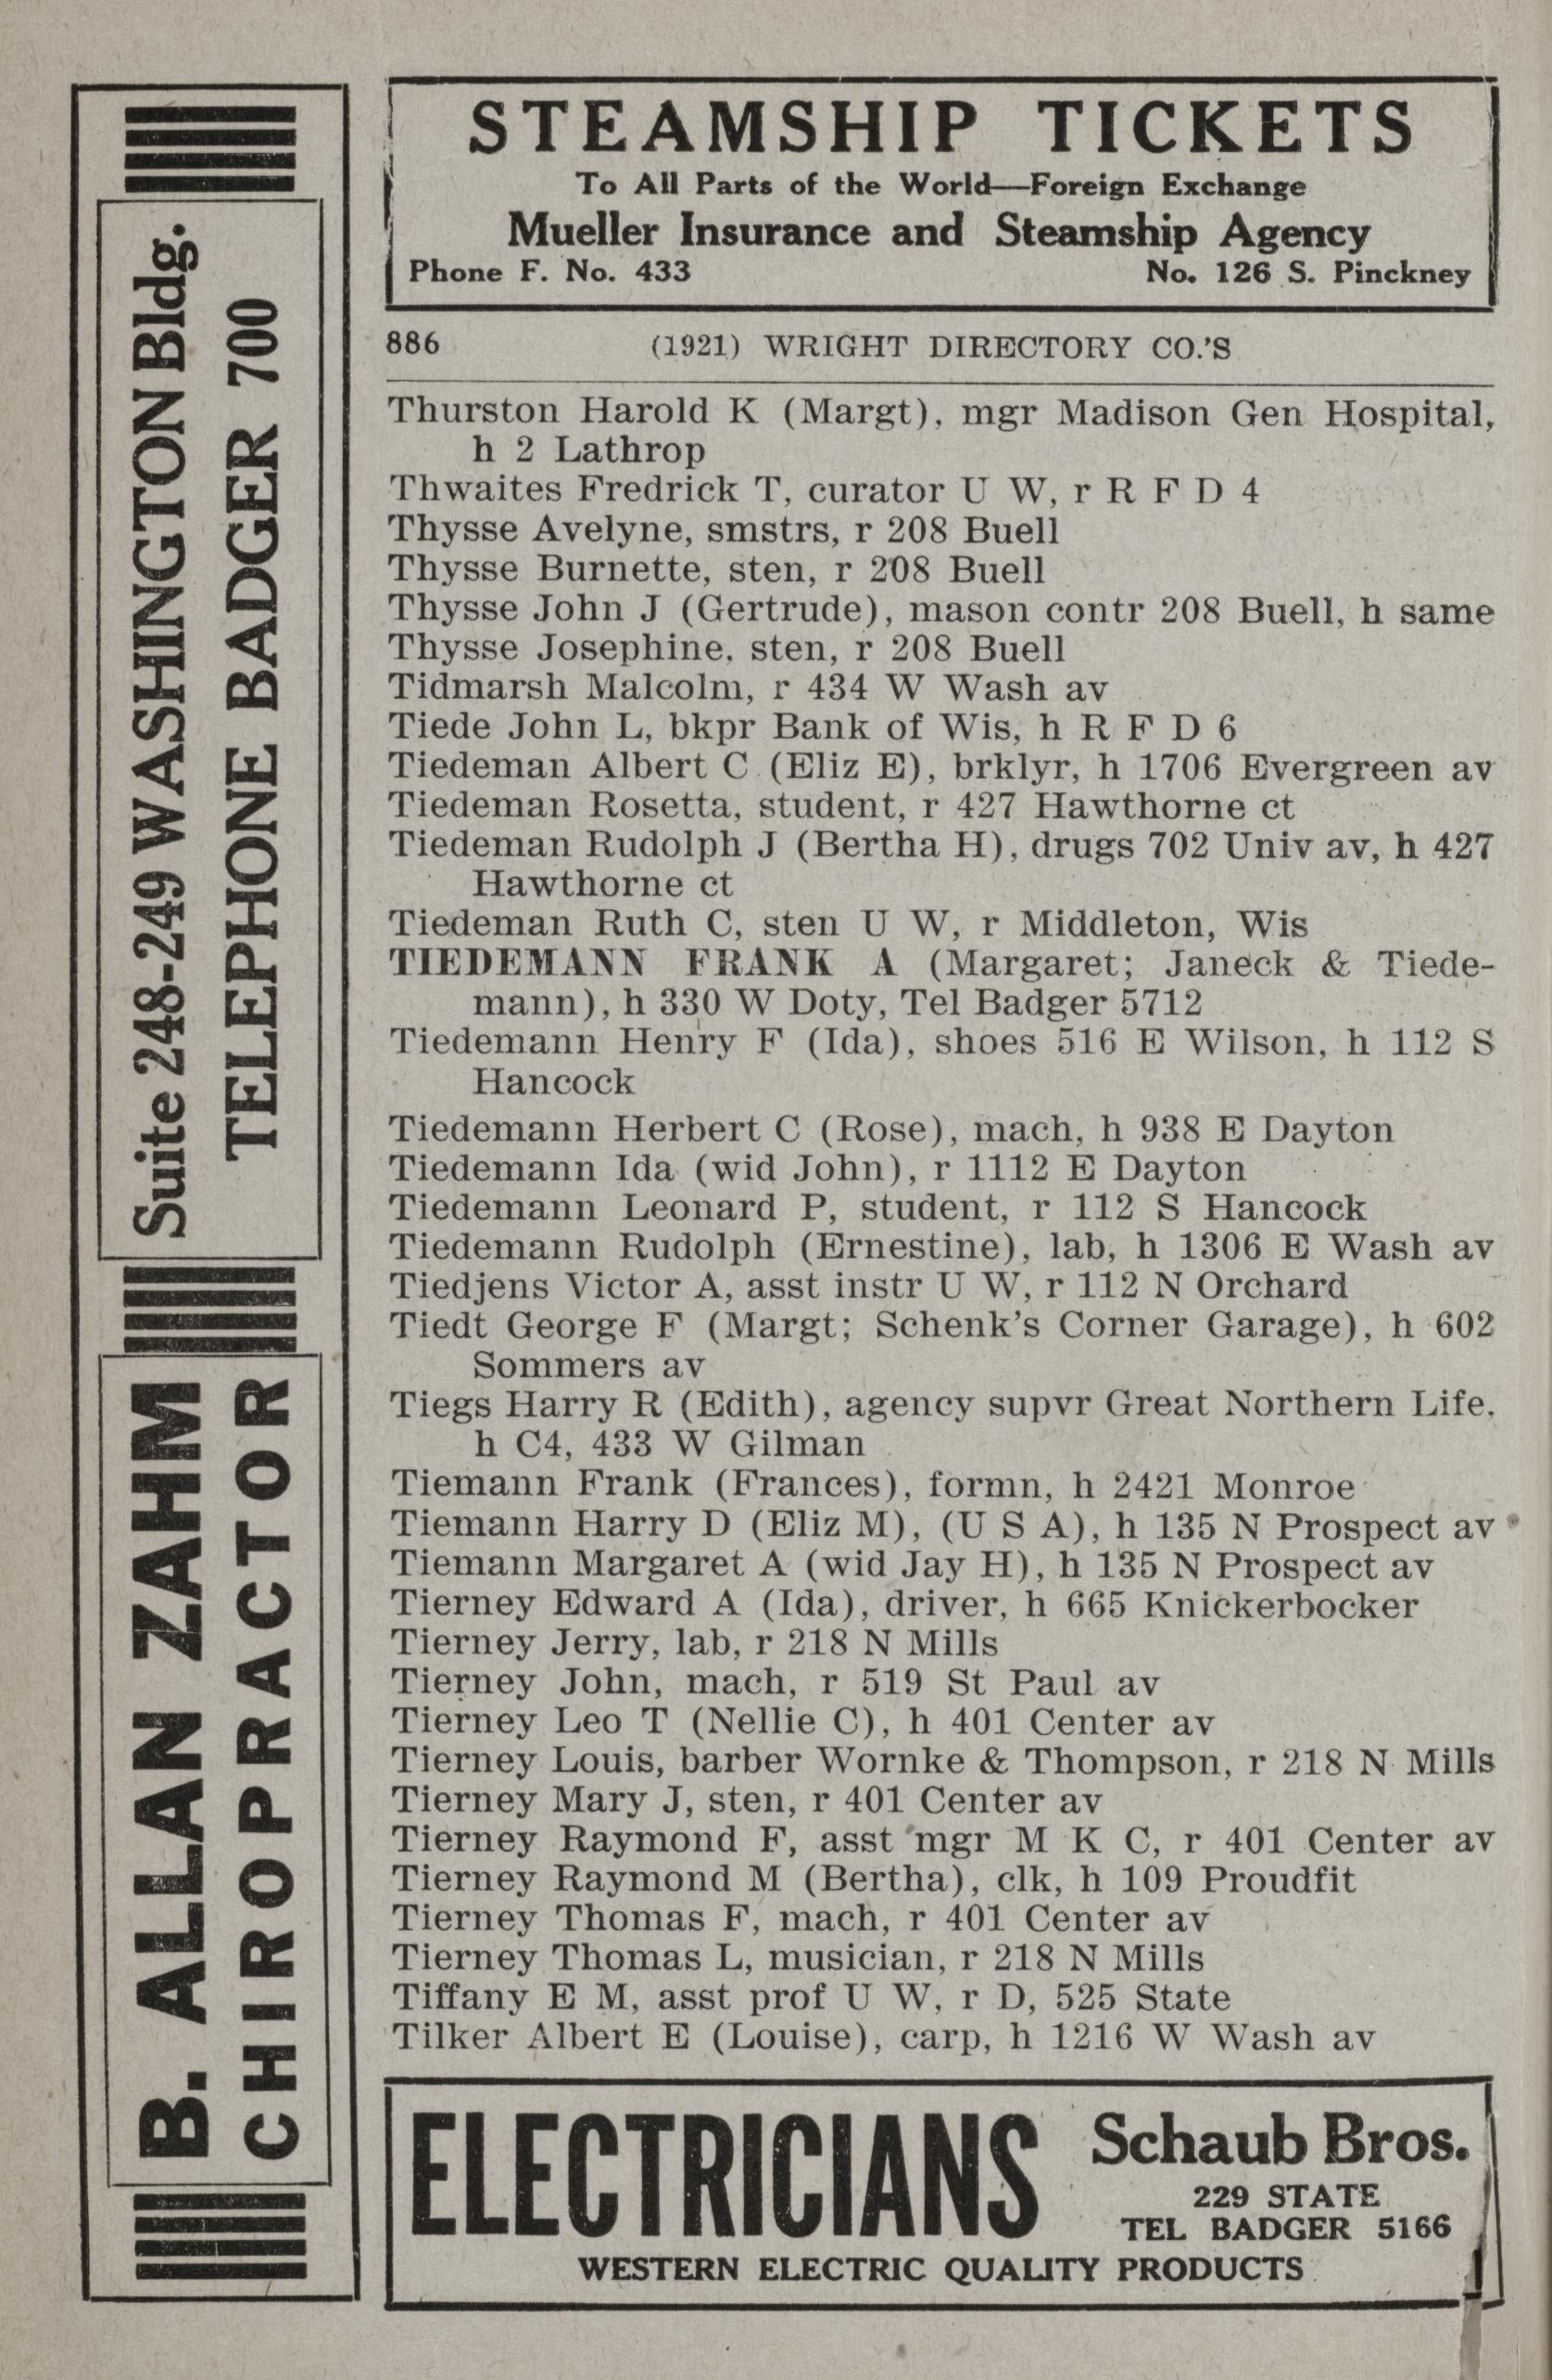 STEAMSHIP TICKETS
To All Parts of the World—Foreign Exchange
Mueller Insurance and Steamship Agency
Phone F. No. 433 No. 126 S. Pinckney
886 (1921) WRIGHT DIRECTORY CO.'S
Thurston Harold K (Margt), mgr Madison Gen Hospital,
h 2 Lathrop
Thwaites Fredrick T, curator U W, r R F D 4
Thysse Avelyne, smstrs, r 208 Buell
Thysse Burnette, sten, r 208 Buell
Thysse John J (Gertrude), mason contr 208 Buell, h same
Thysse Josephine, sten, r 208 Buell
Tidmarsh Malcolm, r 434 W Wash av
Tiede John L, bkpr Bank of Wis, h R F D 6
Tiedeman Albert C (Eliz E), brklyr, h 1706 Evergreen av
Tiedeman Rosetta, student, r 427 Hawthorne ct
Tiedeman Rudolph J (Bertha H), drugs 702 Univ av, h 427
Hawthorne ct
Tiedeman Ruth C, sten U W, r Middleton, Wis
TIEDEMANN FRANK A (Margaret; Janeck & Tiede-
mann), h 330 W Doty, Tel Badger 5712
Tiedemann Henry F (Ida), shoes 516 E Wilson, h 112 S
Hancock
Tiedemann Herbert C (Rose), mach, h 938 E Dayton
Tiedemann Ida (wid John), r 1112 E Dayton
Tiedemann Leonard P, student, r 112 S Hancock
Tiedemann Rudolph (Ernestine), lab, h 1306 E Wash av
Tiedjens Victor A, asst instr U W, r 112 N Orchard
Tiedt George F (Margt; Schenk's Corner Garage), h 602
Sommers av
Tiegs Harry R (Edith), agency supvr Great Northern Life,
h C4, 433 W Gilman
Tiemann Frank (Frances), formn, h 2421 Monroe
Tiemann Harry D (Eliz M), (U S A), h 135 N Prospect av
Tiemann Margaret A (wid Jay H), h 135 N Prospect av
Tierney Edward A (Ida), driver, h 665 Knickerbocker
Tierney Jerry, lab, r 218 N Mills
Tierney John, mach, r 519 St Paul av
Tierney Leo T (Nellie C), h 401 Center av
Tierney Louis, barber Wornke & Thompson, r 218 N Mills
Tierney Mary J, sten, r 401 Center av
Tierney Raymond F, asst mgr M K C, r 401 Center av
Tierney Raymond M (Bertha), clk, h 109 Proudfit
Tierney Thomas F, mach, r 401 Center av
Tierney Thomas L, musician, r 218 N Mills
Tiffany E M, asst prof U W, r D, 525 State
Tilker Albert E (Louise), carp, h 1216 W Wash av
ELECTRICIANS Schaub Bros.
229 STATE
TEL BADGER 5166
WESTERN ELECTRIC QUALITY PRODUCTS
B. ALLAN ZAHM
CHIROPRACTOR
Suite 248-249 WASHINGTON Bldg.
TELEPHONE BADGER 700